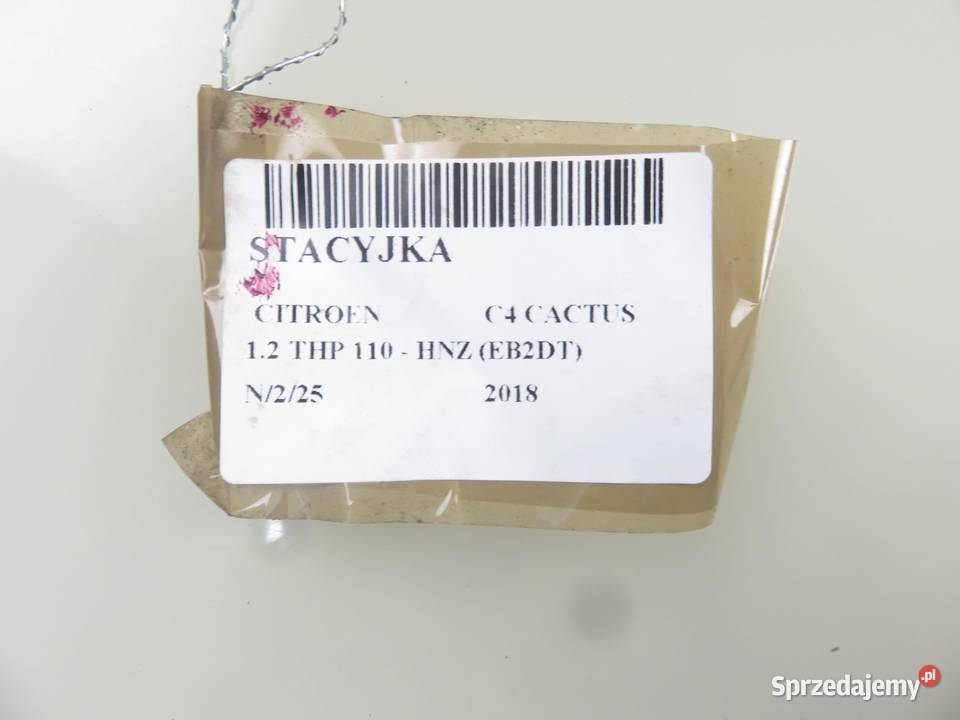 STACYJKA
CITROEN C4 CACTUS
1.2 THP 110 - HNZ (EB2DT)
N/2/25 2018
Sprzedajemy.pl